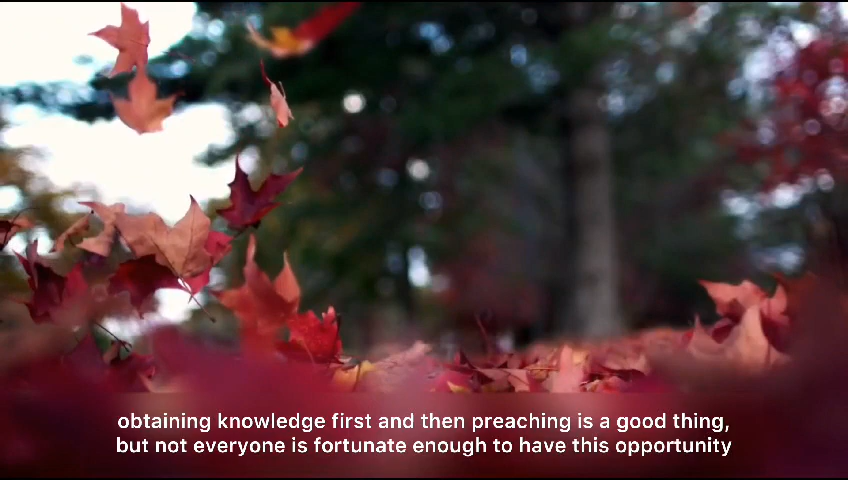 obtaining knowledge first and then preaching is a good thing,
but not everyone is fortunate enough to have this opportunity